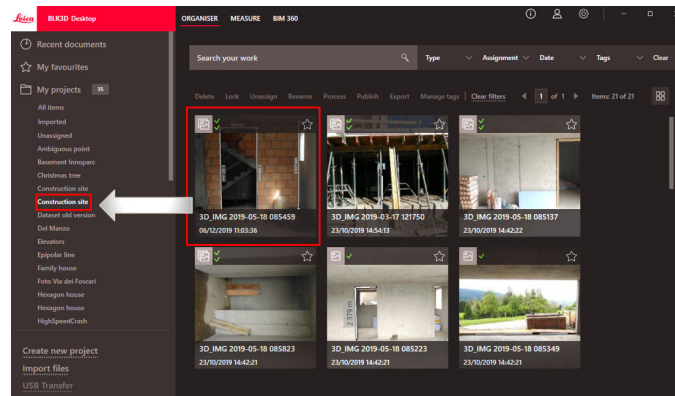 Leica BLK3D Desktop
ORGANISER MEASURE BIM 360
Recent documents
My favourites
My projects 35
All items
Imported
Unassigned
Ambiguous point
Basement Innoparc
Christmas tree
Construction site
Construction site
Dataset old version
Del Manzo
Elevators
Epipolar line
Family house
Foto Via dei Foscari
Hexagon house
Hexagon house
HighSpeedCrash
Create new project
Import files
USB Transfer
Search your work Type Assignment Date Tags Clear
Delete Lock Unassign Rename Process Publish Export Manage tags Clear filters 1 of 1 Items: 21 of 21
3D_IMG 2019-05-18 085459
06/12/2019 11:03:36
3D_IMG 2019-03-17 121750
23/10/2019 14:54:13
3D_IMG 2019-05-18 085137
23/10/2019 14:42:22
3D_IMG 2019-05-18 085823
23/10/2019 14:42:21
2.379 m
3D_IMG 2019-05-18 085223
23/10/2019 14:42:21
3D_IMG 2019-05-18 085349
23/10/2019 14:42:21